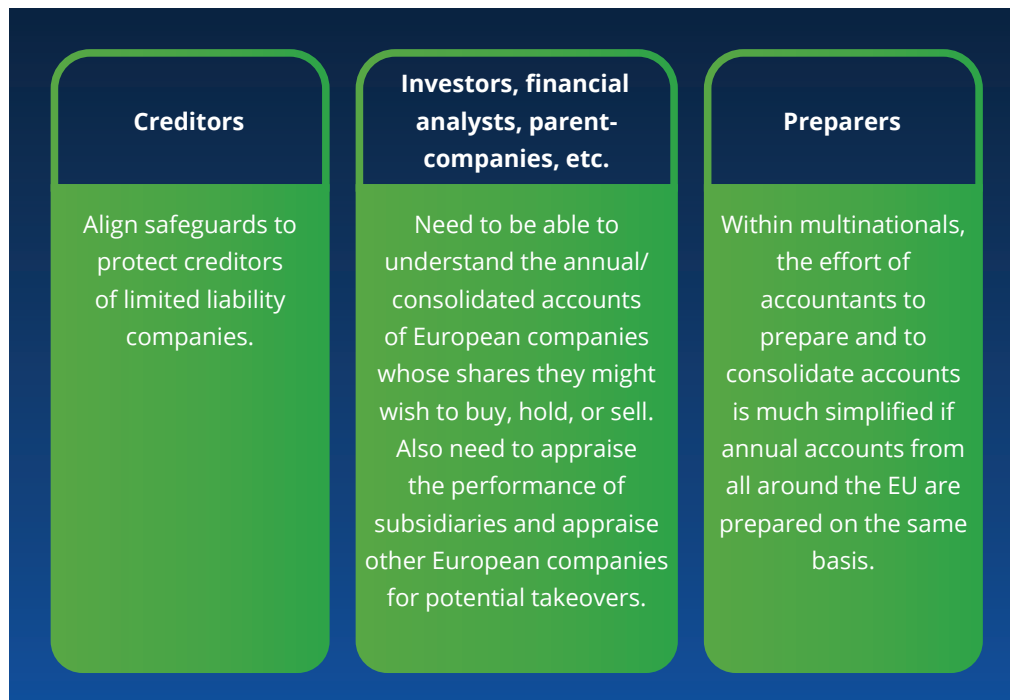 Creditors
Align safeguards to
protect creditors
of limited liability
companies.
Investors, financial
analysts, parent-
companies, etc.
Need to be able to
understand the annual/
consolidated accounts
of European companies
whose shares they might
wish to buy, hold, or sell.
Also need to appraise
the performance of
subsidiaries and appraise
other European companies
for potential takeovers.
Preparers
Within multinationals,
the effort of
accountants to
prepare and to
consolidate accounts
is much simplified if
annual accounts from
all around the EU are
prepared on the same
basis.